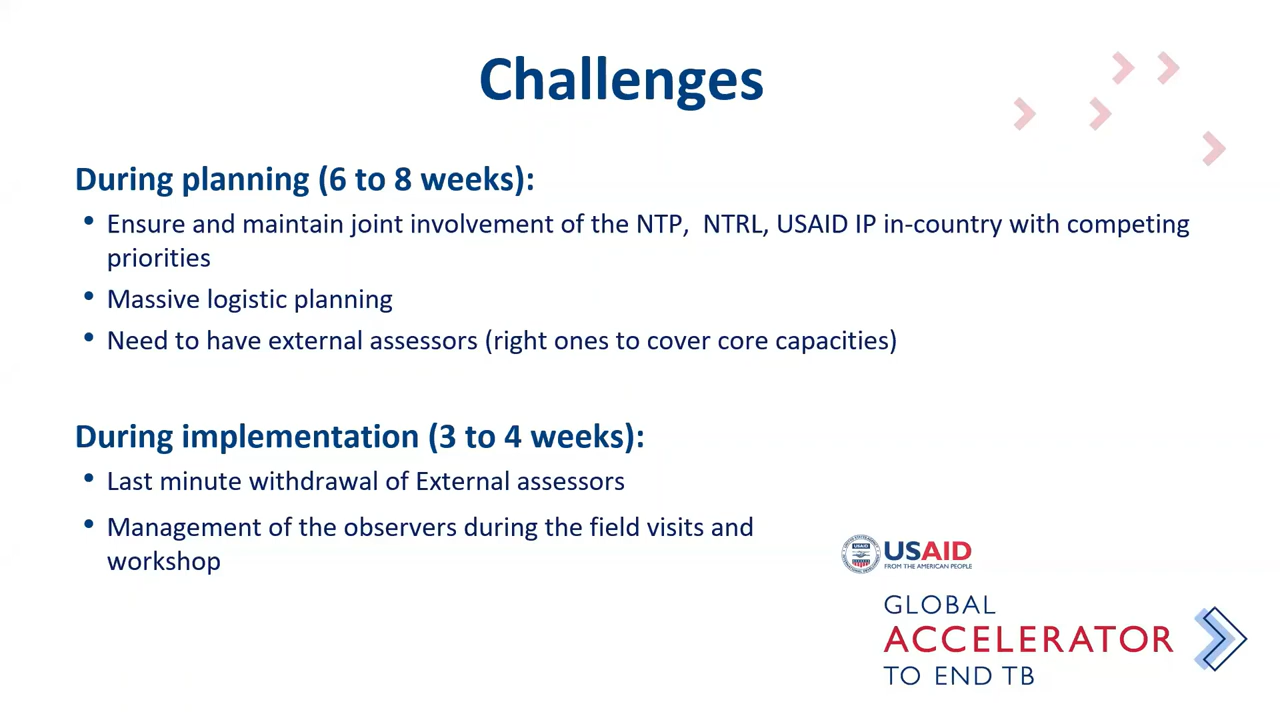 Challenges
During planning (6 to 8 weeks):
• Ensure and maintain joint involvement of the NTP,  NTRL, USAID IP in-country with competing
priorities
• Massive logistic planning
• Need to have external assessors (right ones to cover core capacities)
During implementation (3 to 4 weeks):
• Last minute withdrawal of External assessors
• Management of the observers during the field visits and
workshop
USAID
FROM THE AMERICAN PEOPLE
GLOBAL
ACCELERATOR
TO END TB